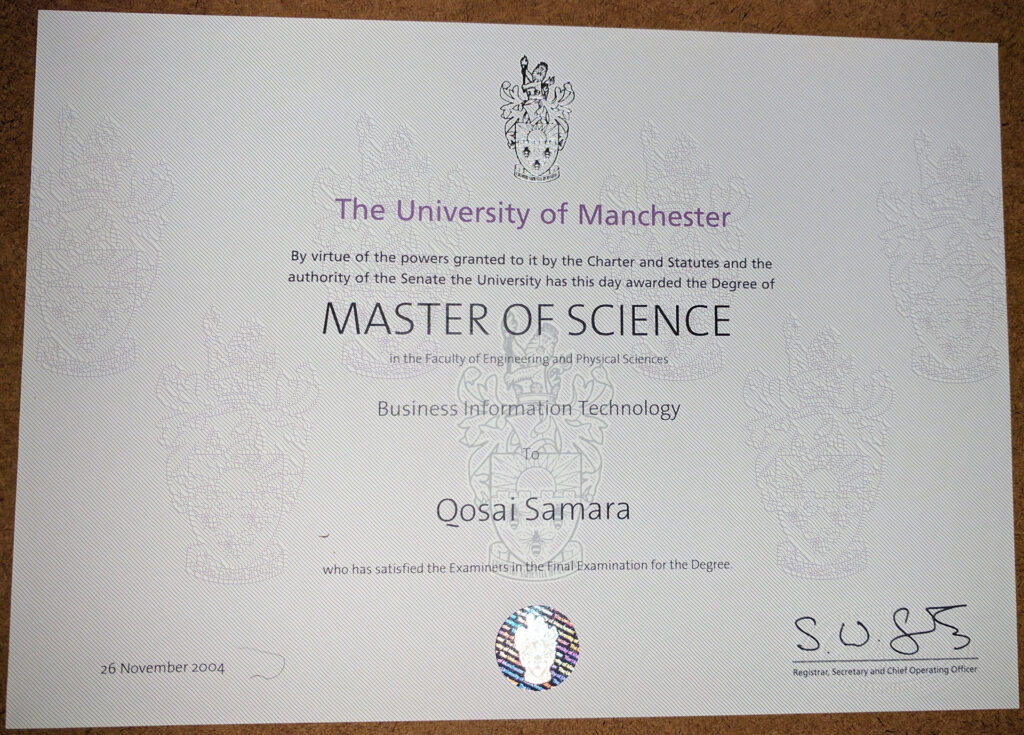 The University of Manchester
By virtue of the powers granted to it by the Charter and Statutes and the
authority of the Senate the University has this day awarded the Degree of
MASTER OF SCIENCE
in the Faculty of Engineering and Physical Sciences
Business Information Technology
To
Qosai Samara
who has satisfied the Examiners in the Final Examination for the Degree.
26 November 2004
Registrar, Secretary and Chief Operating Officer